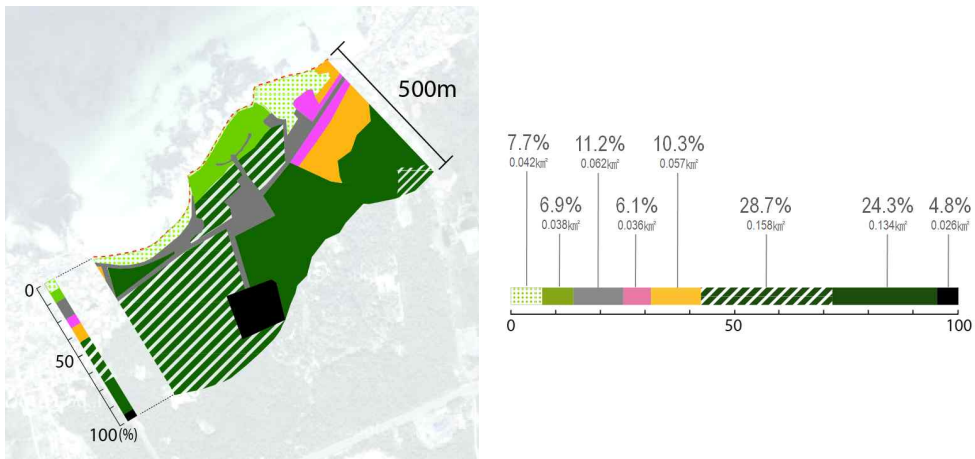 500m
0
50
100(%)
7.7%
0.042km²
11.2%
0.062km²
10.3%
0.057km²
6.9%
0.038km²
6.1%
0.036km²
28.7%
0.158km²
24.3%
0.134km²
4.8%
0.026km²
0
50
100